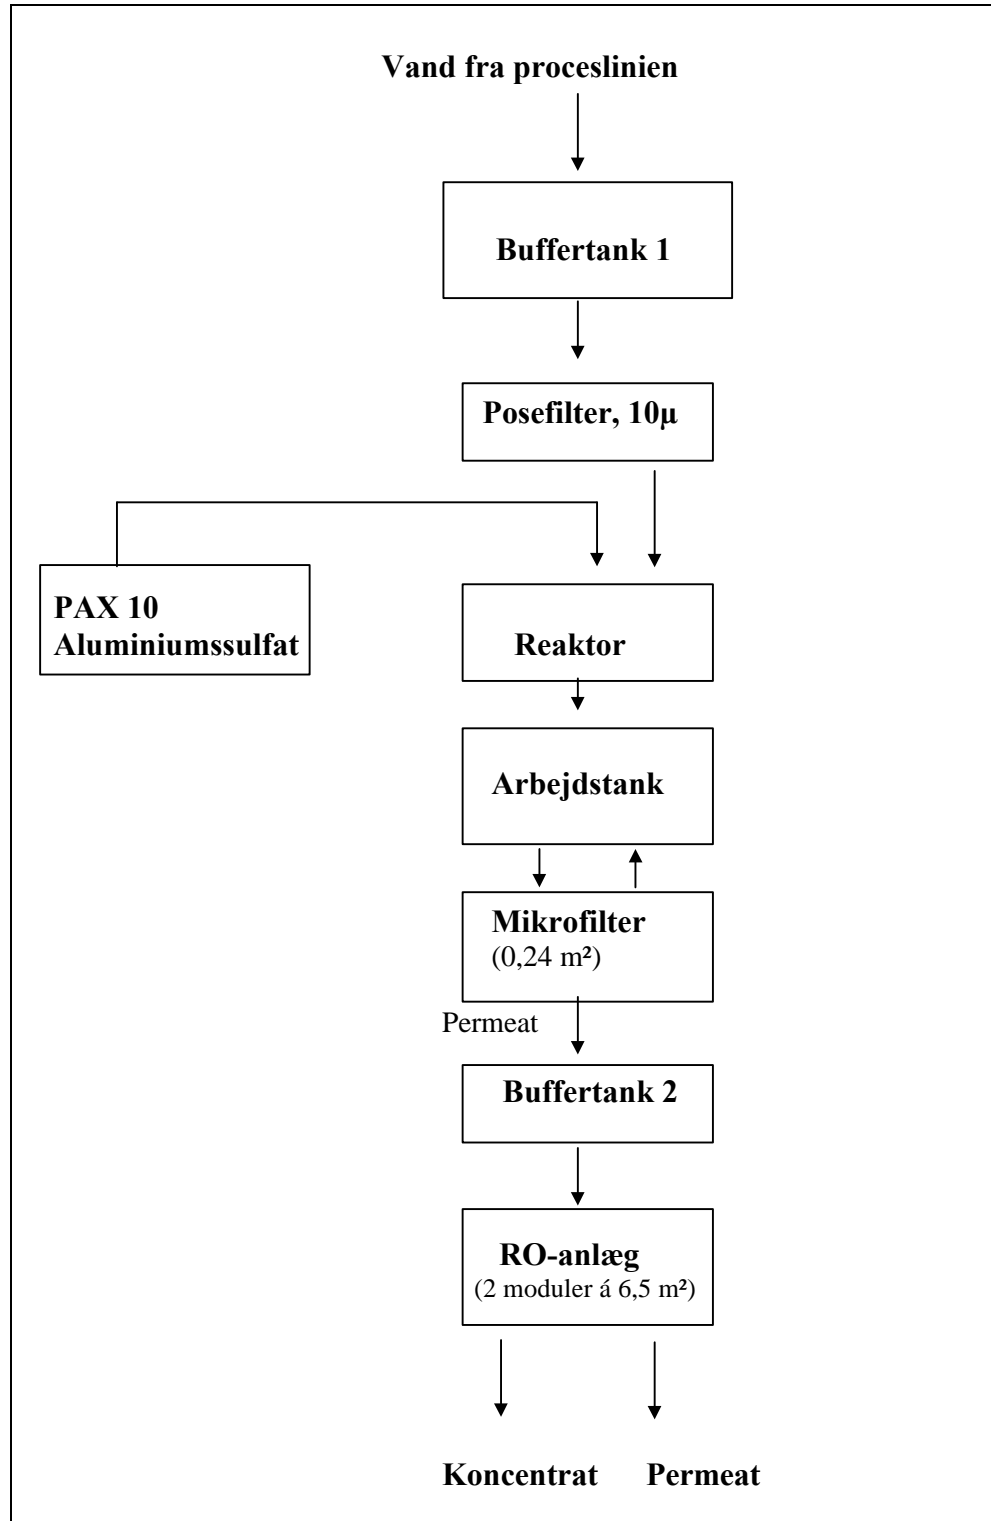 Vand fra proceslinien
Buffertank 1
Posefilter, 10µ
PAX 10
Aluminiumssulfat
Reaktor
Arbejdstank
Mikrofilter
(0,24 m²)
Permeat
Buffertank 2
RO-anlæg
(2 moduler á 6,5 m²)
Koncentrat Permeat